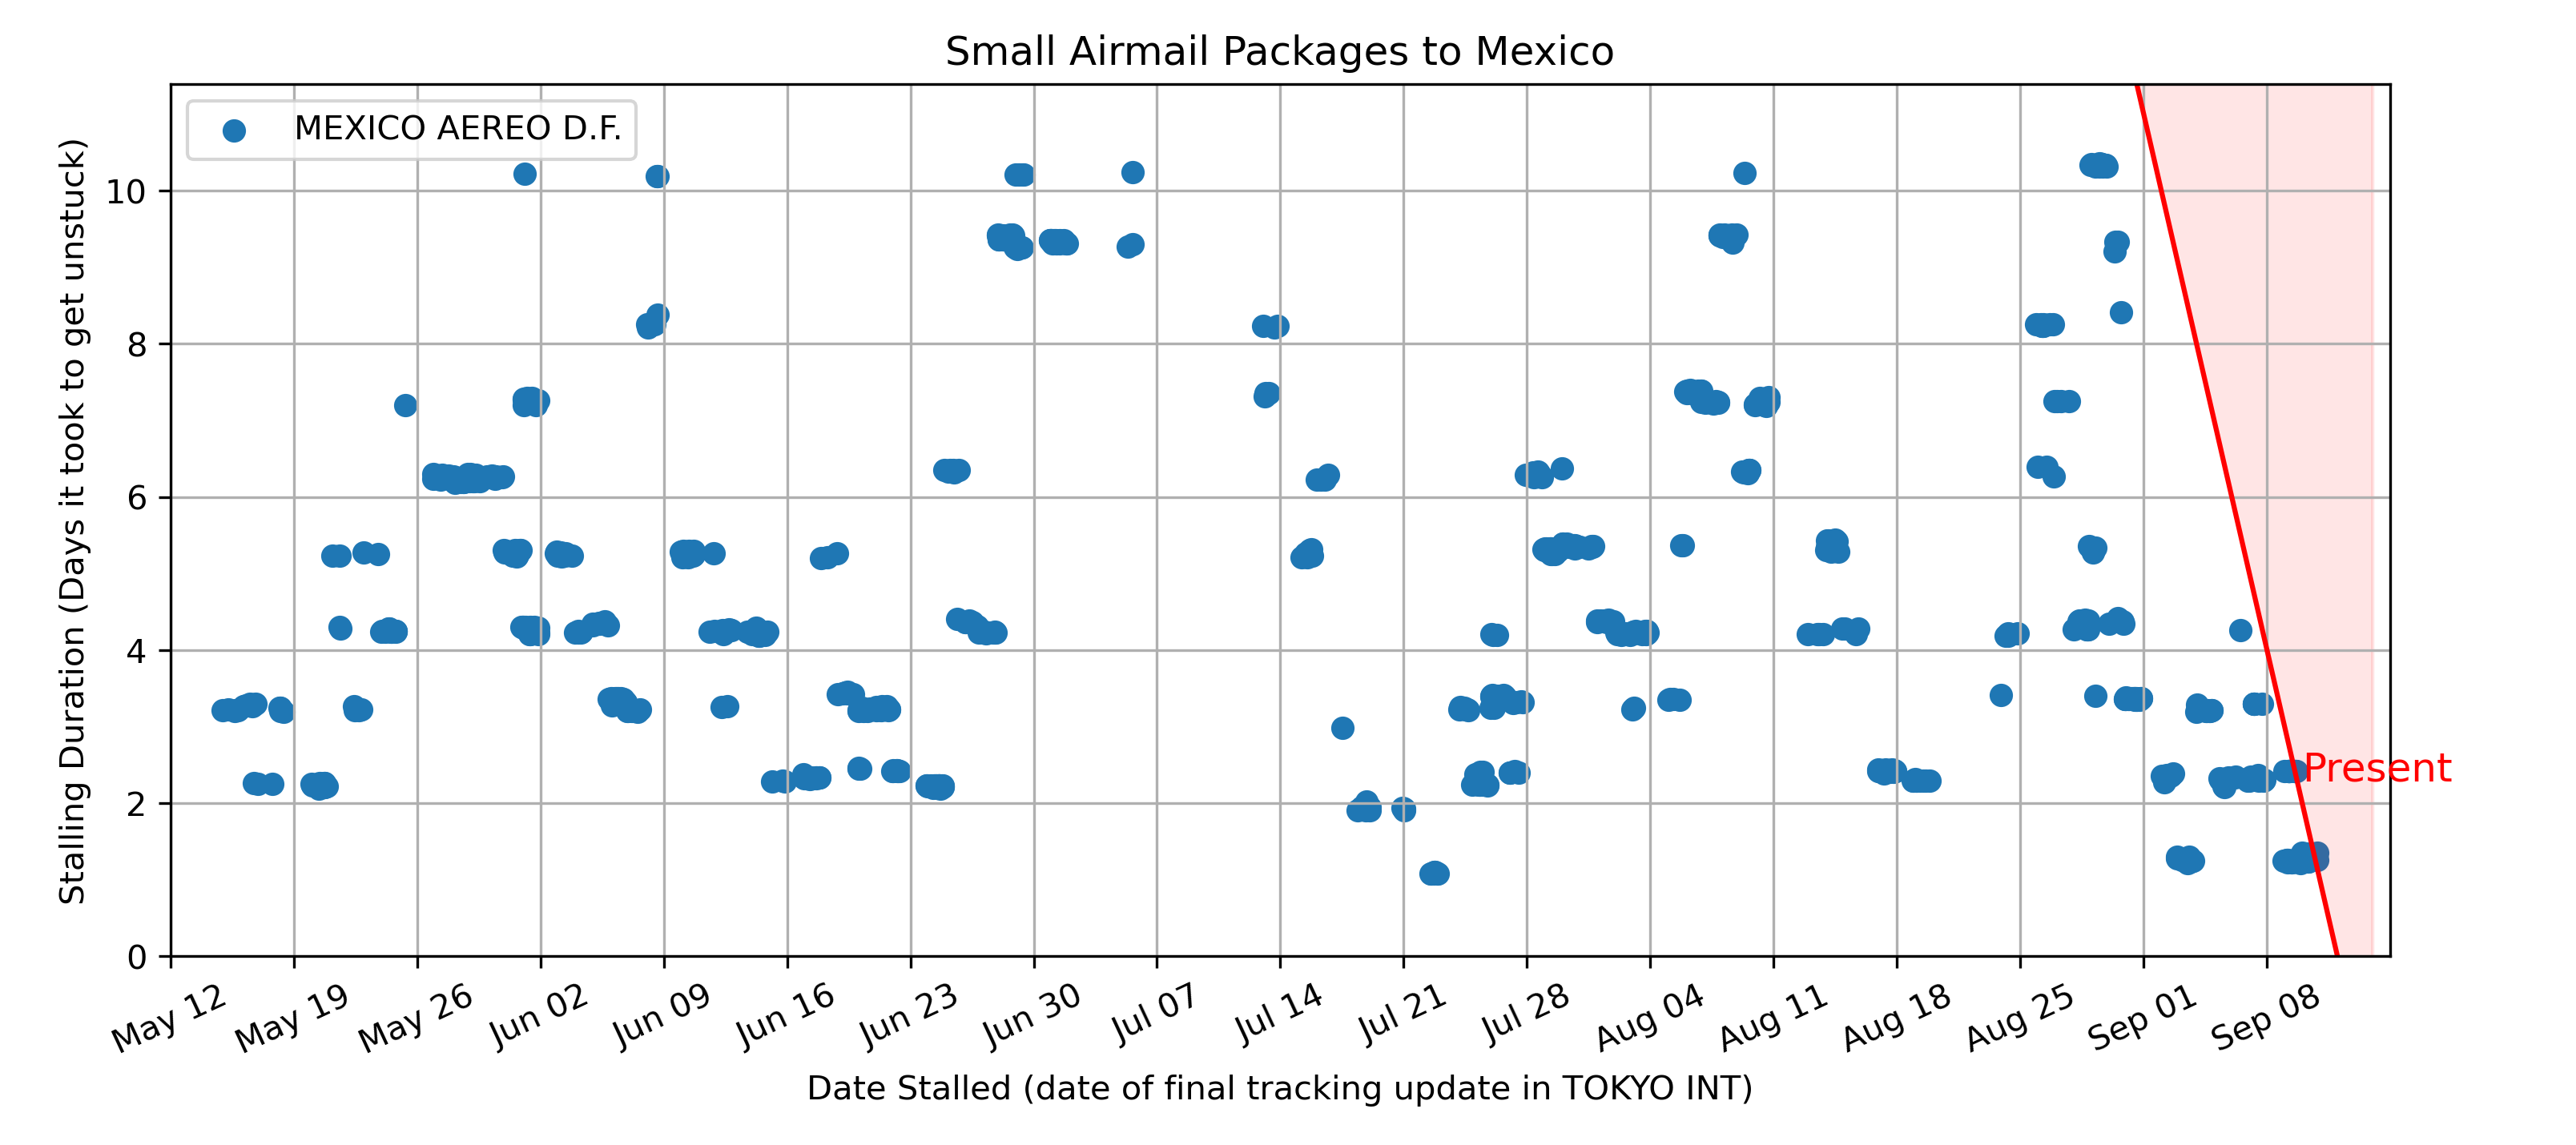 Small Airmail Packages to Mexico
MEXICO AEREO D.F.
Stalling Duration (Days it took to get unstuck)
10
8
6
4
2
0
Present
May 12
May 19
May 26
Jun 02
Jun 09
Jun 16
Jun 23
Jun 30
Jul 07
Jul 14
Jul 21
Jul 28
Aug 04
Aug 11
Aug 18
Aug 25
Sep 01
Sep 08
Date Stalled (date of final tracking update in TOKYO INT)